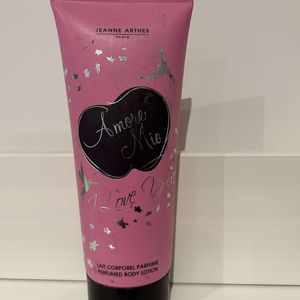 JEANNE ARTHES
PARIS
Amore
Mio
I Love You
LAIT CORPOREL PARFUMÉ
PERFUMED BODY LOTION